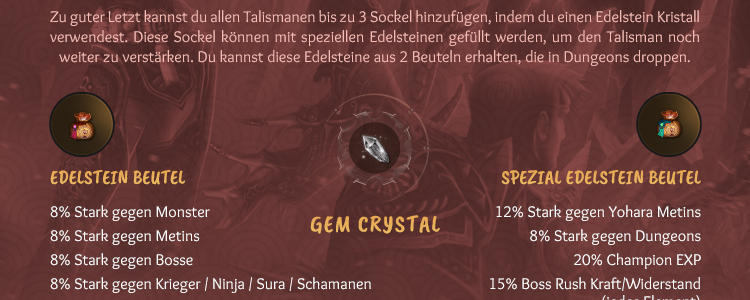 Zu guter Letzt kannst du allen Talismanen bis zu 3 Sockel hinzufügen, indem du einen Edelstein Kristall
verwendest. Diese Sockel können mit speziellen Edelsteinen gefüllt werden, um den Talisman noch
weiter zu verstärken. Du kannst diese Edelsteine aus 2 Beuteln erhalten, die in Dungeons droppen.
EDELSTEIN BEUTEL
8% Stark gegen Monster
8% Stark gegen Metins
8% Stark gegen Bosse
8% Stark gegen Krieger / Ninja / Sura / Schamanen
GEM CRYSTAL
SPEZIAL EDELSTEIN BEUTEL
12% Stark gegen Yohara Metins
8% Stark gegen Dungeons
20% Champion EXP
15% Boss Rush Kraft/Widerstand
(jedes Element)